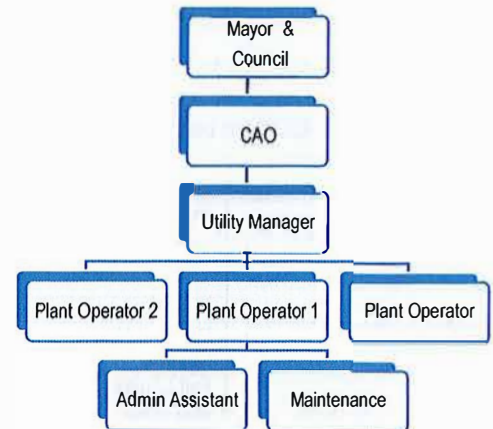 Mayor &
Council
CAO
Utility Manager
Plant Operator 2
Plant Operator 1
Plant Operator
Admin Assistant
Maintenance